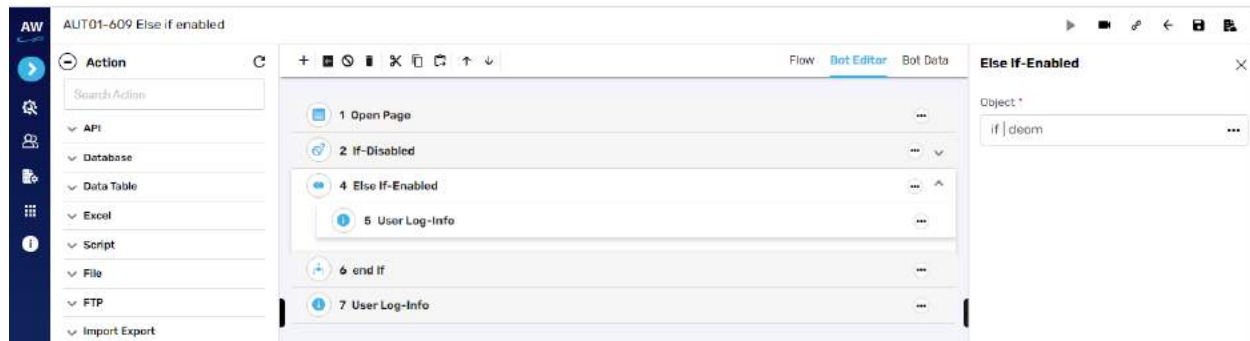 AW
AUT01-609 Else if enabled
Action
Search Action
API
Database
Data Table
Excel
Script
File
FTP
Import Export
Flow
Bot Editor
Bot Data
1 Open Page
2 If-Disabled
4 Else If-Enabled
5 User Log-Info
6 end If
7 User Log-Info
Else If-Enabled
Object *
if | deom